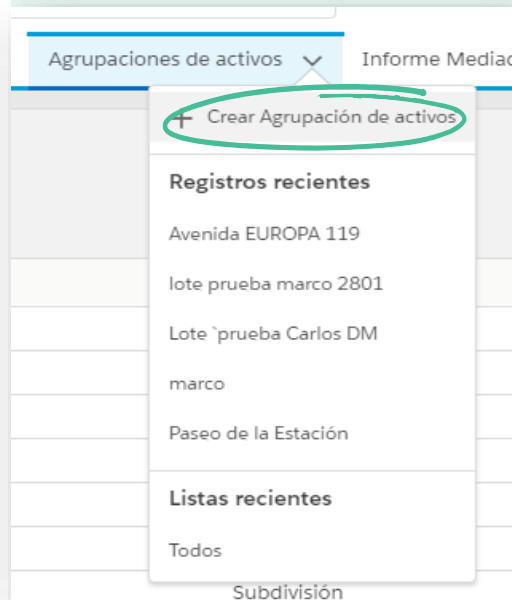 Agrupaciones de activos Informe Mediac
+ Crear Agrupación de activos
Registros recientes
Avenida EUROPA 119
lote prueba marco 2801
Lote `prueba Carlos DM
marco
Paseo de la Estación
Listas recientes
Todos
Subdivisión